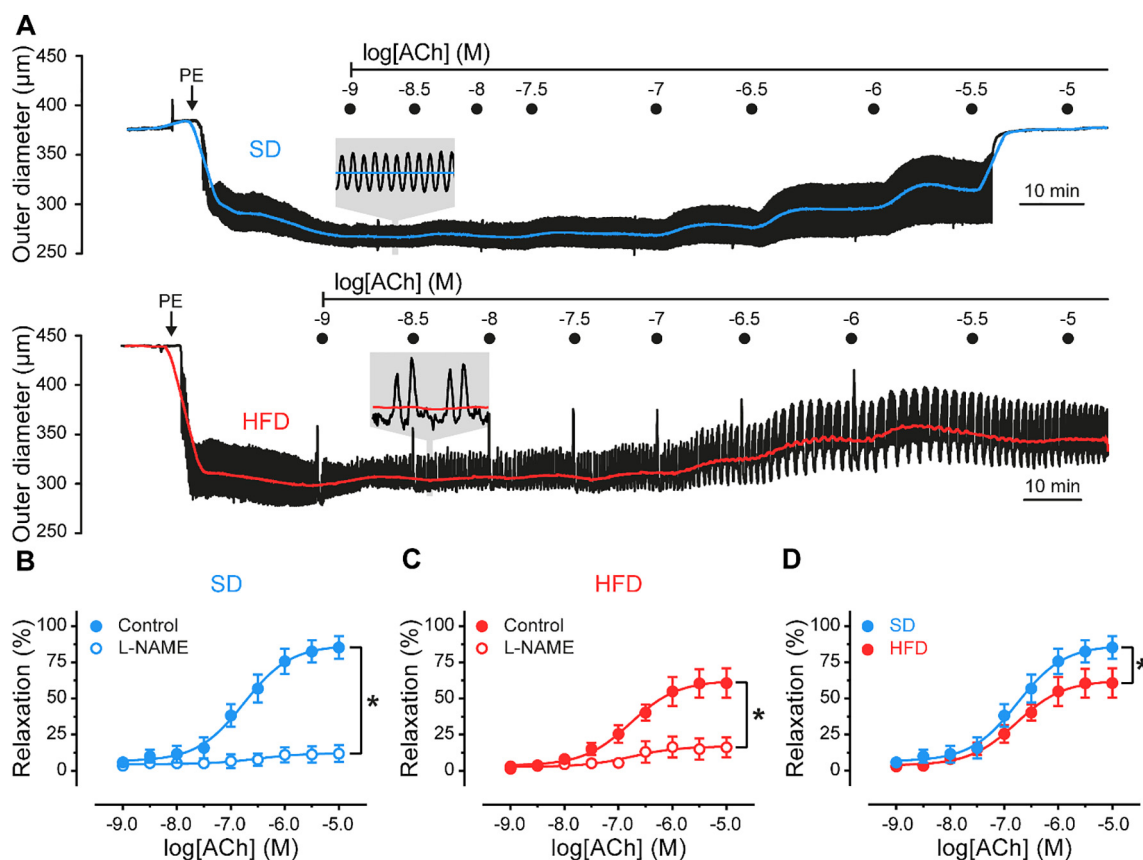 A
450
400
350
300
250
Outer diameter (µm)
PE
log[ACh] (M)
-9 -8.5 -8 -7.5 -7 -6.5 -6 -5.5 -5
SD
10 min
450
400
350
300
250
Outer diameter (µm)
PE
log[ACh] (M)
-9 -8.5 -8 -7.5 -7 -6.5 -6 -5.5 -5
HFD
10 min
B
SD
Relaxation (%)
100
75
50
25
0
Control
L-NAME
*
-9.0 -8.0 -7.0 -6.0 -5.0
log[ACh] (M)
C
HFD
Relaxation (%)
100
75
50
25
0
Control
L-NAME
*
-9.0 -8.0 -7.0 -6.0 -5.0
log[ACh] (M)
D
Relaxation (%)
100
75
50
25
0
SD
HFD
*
-9.0 -8.0 -7.0 -6.0 -5.0
log[ACh] (M)